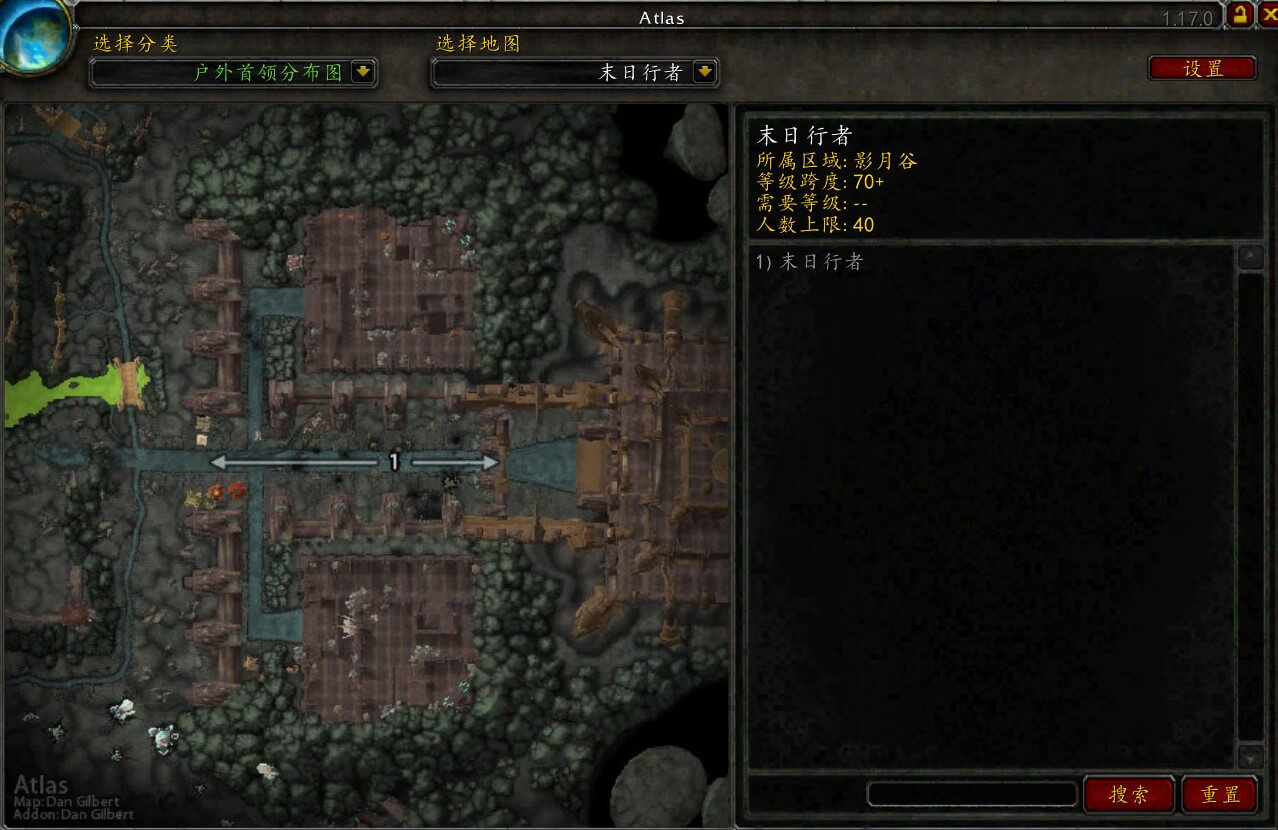 Atlas
1.17.0
选择分类
选择地图
户外首领分布图
末日行者
设置
末日行者
所属区域: 影月谷
等级跨度: 70+
需要等级: --
人数上限: 40
1) 末日行者
1
Atlas
Map:Dan Gilbert
Addon:Dan Gilbert
搜索
重置